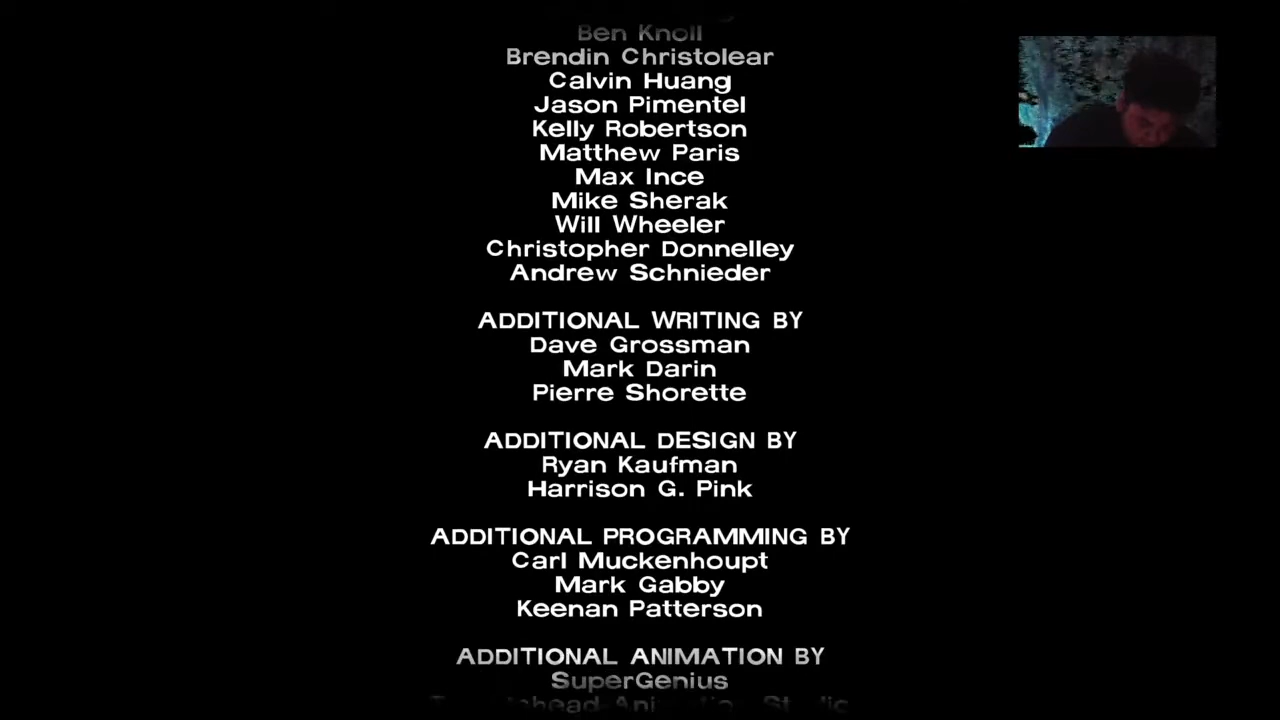 Ben Knoll
Brendin Christolear
Calvin Huang
Jason Pimentel
Kelly Robertson
Matthew Paris
Max Ince
Mike Sherak
Will Wheeler
Christopher Donnelley
Andrew Schnieder
ADDITIONAL WRITING BY
Dave Grossman
Mark Darin
Pierre Shorette
ADDITIONAL DESIGN BY
Ryan Kaufman
Harrison G. Pink
ADDITIONAL PROGRAMMING BY
Carl Muckenhoupt
Mark Gabby
Keenan Patterson
ADDITIONAL ANIMATION BY
SuperGenius